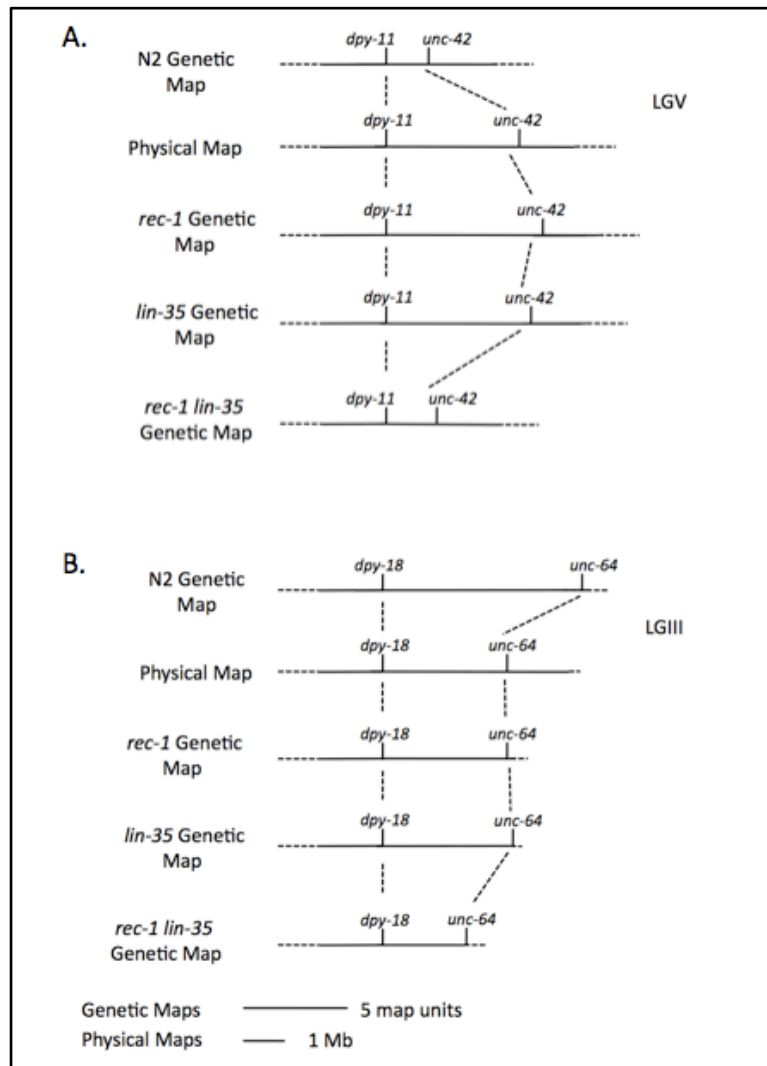 A.
dpy-11 unc-42
N2 Genetic
Map
LGV
dpy-11 unc-42
Physical Map
dpy-11 unc-42
rec-1 Genetic
Map
dpy-11 unc-42
lin-35 Genetic
Map
dpy-11 unc-42
rec-1 lin-35
Genetic Map
B.
dpy-18 unc-64
N2 Genetic
Map
LGIII
dpy-18 unc-64
Physical Map
dpy-18 unc-64
rec-1 Genetic
Map
dpy-18 unc-64
lin-35 Genetic
Map
dpy-18 unc-64
rec-1 lin-35
Genetic Map
Genetic Maps 5 map units
Physical Maps 1 Mb